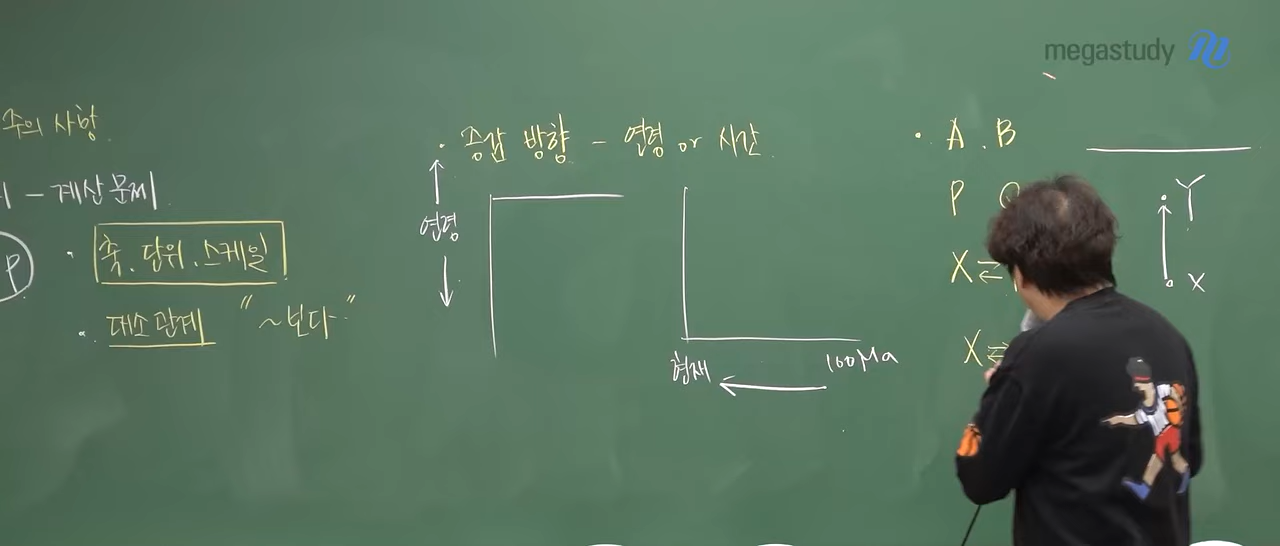 주의 사항
- 계산 문제
P
· 축. 단위. 스케일
· 대소관계 "~보다"
· 증감 방향 - 연령 or 시간
연령
현재
100Ma
· A. B
P
X ⇄
X ⇄
Y
X
megastudy